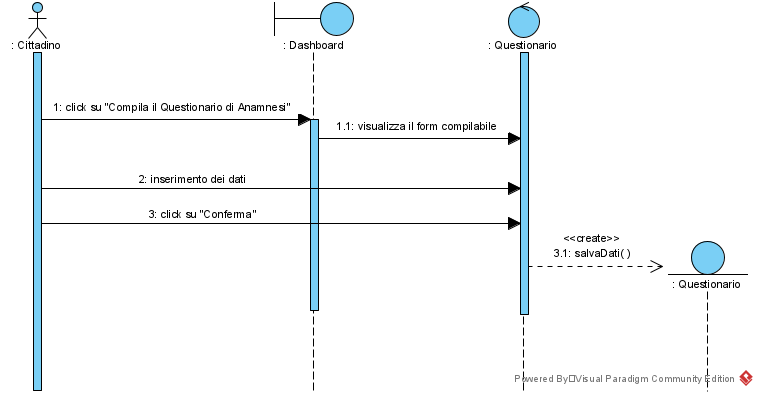 : Cittadino
: Dashboard
: Questionario
1: click su "Compila il Questionario di Anamnesi"
1.1: visualizza il form compilabile
2: inserimento dei dati
3: click su "Conferma"
<<create>>
3.1: salvaDati( )
: Questionario
Powered By Visual Paradigm Community Edition